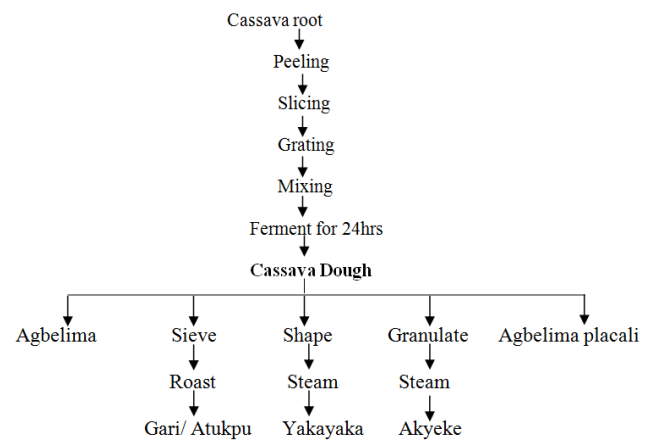 Cassava root
Peeling
Slicing
Grating
Mixing
Ferment for 24hrs
Cassava Dough
Agbelima Sieve Shape Granulate Agbelima placali
Roast Steam Steam
Gari/ Atukpu Yakayaka Akyeke